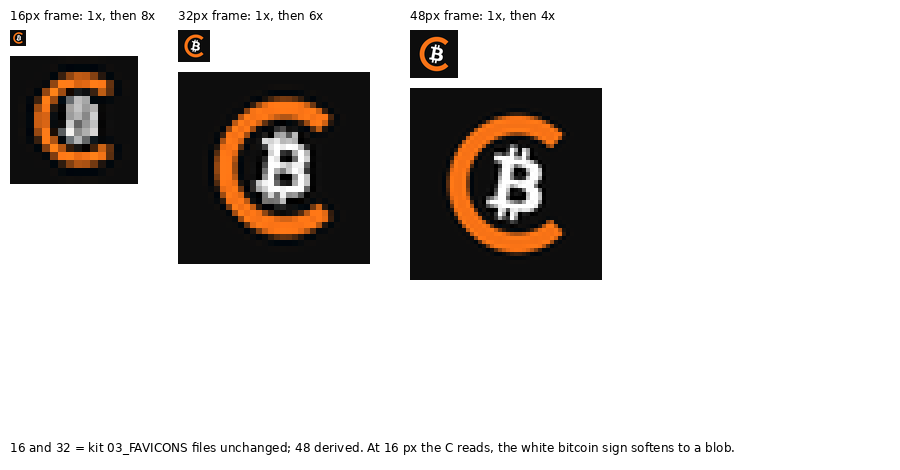 16px frame: 1x, then 8x
32px frame: 1x, then 6x
48px frame: 1x, then 4x
16 and 32 = kit 03_FAVICONS files unchanged; 48 derived. At 16 px the C reads, the white bitcoin sign softens to a blob.